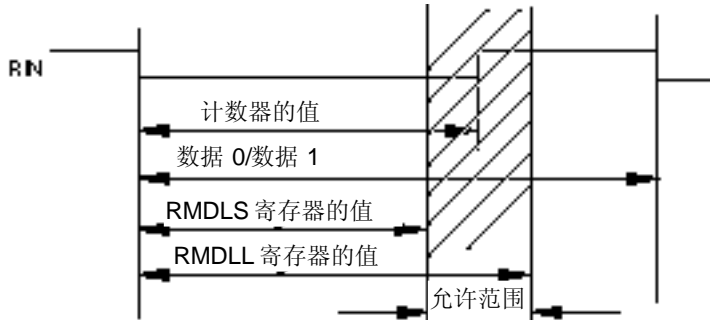 RIN
计数器的值
数据 0/数据 1
RMDLS 寄存器的值
RMDLL 寄存器的值
允许范围